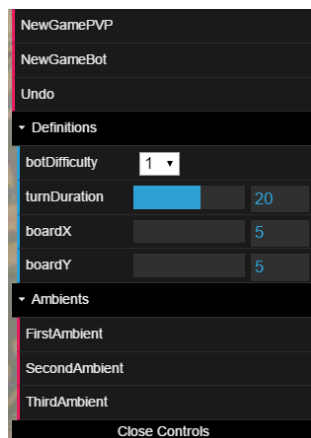 NewGamePVP
NewGameBot
Undo
Definitions
botDifficulty 1
turnDuration 20
boardX 5
boardY 5
Ambients
FirstAmbient
SecondAmbient
ThirdAmbient
Close Controls